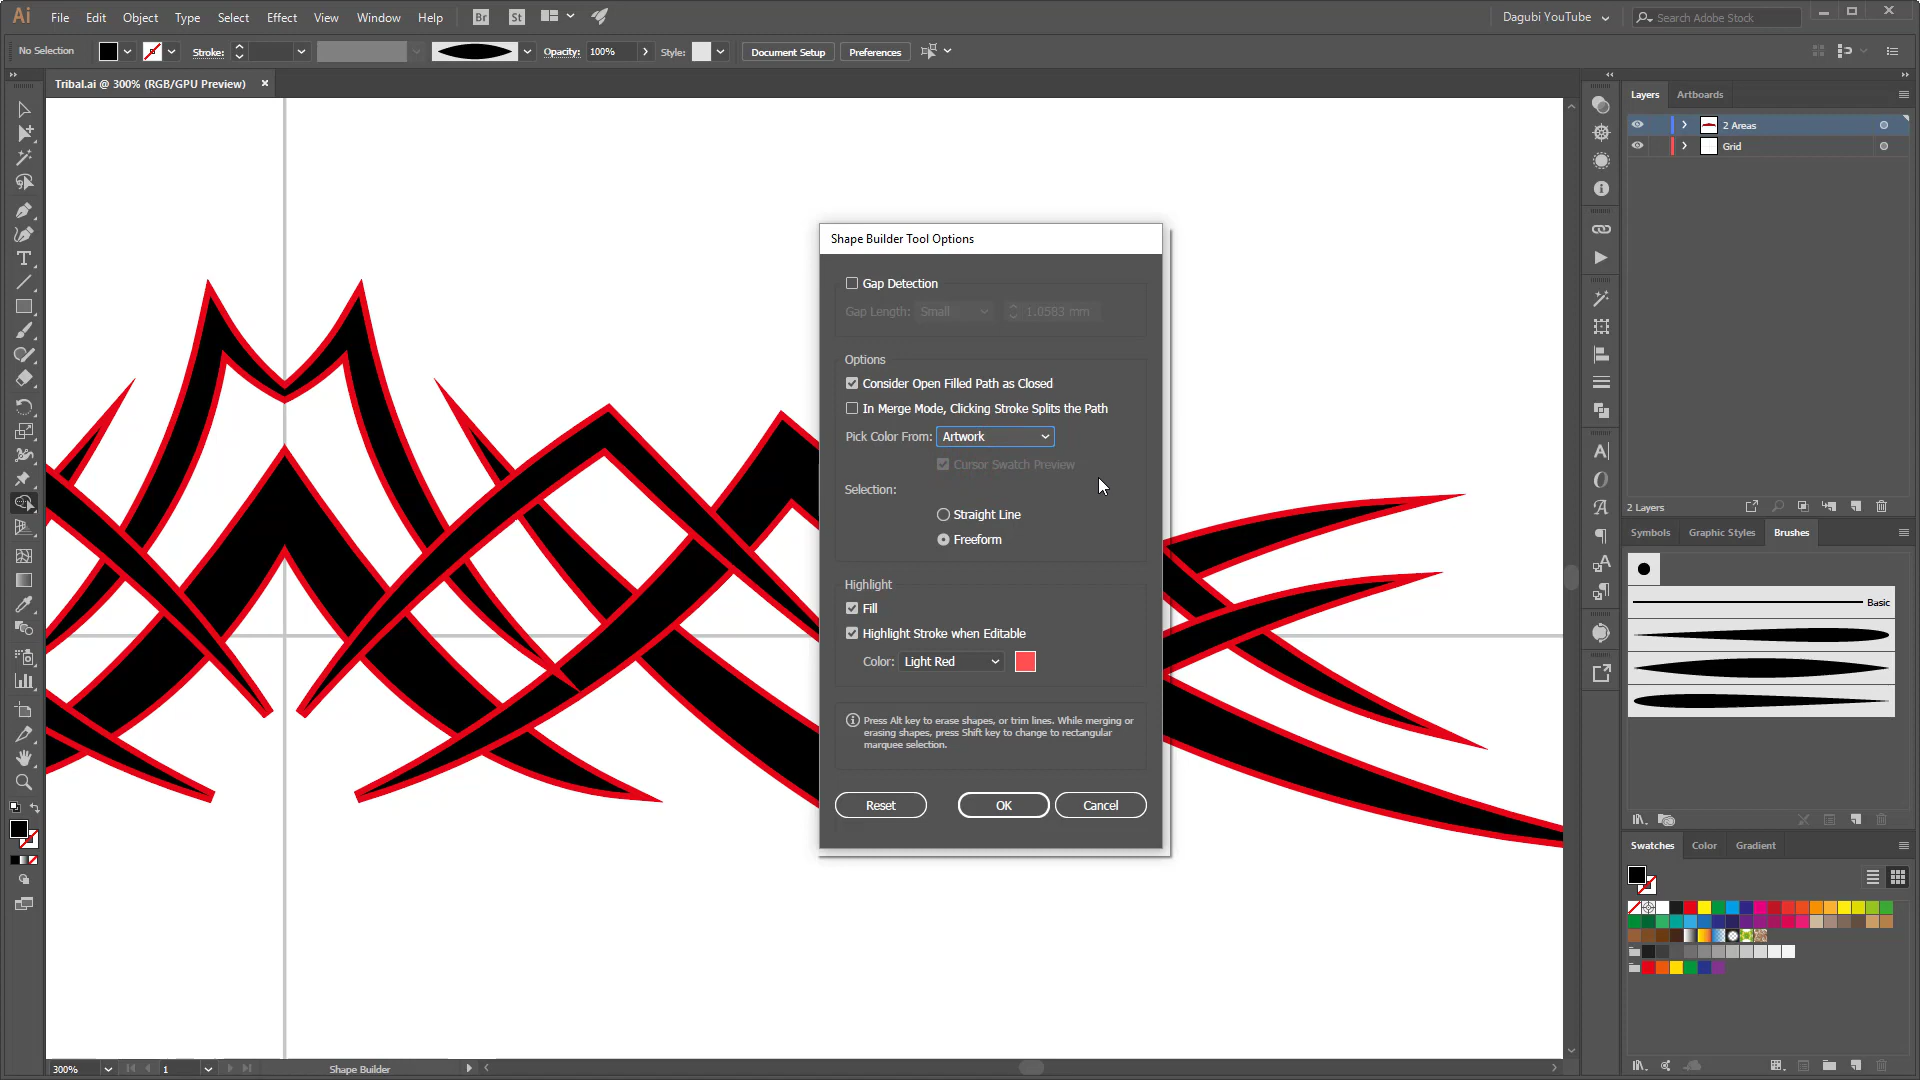 Ai File Edit Object Type Select Effect View Window Help Br St Dagubi YouTube Search Adobe Stock
No Selection Stroke: Opacity: 100% Style: Document Setup Preferences
Tribal.ai @ 300% (RGB/GPU Preview) ×
Layers Artboards
2 Areas
Grid
2 Layers
Symbols Graphic Styles Brushes
Basic
Swatches Color Gradient
Shape Builder Tool Options
Gap Detection
Gap Length: Small 1.0583 mm
Options
Consider Open Filled Path as Closed
In Merge Mode, Clicking Stroke Splits the Path
Pick Color From: Artwork
Cursor Swatch Preview
Selection:
Straight Line
Freeform
Highlight
Fill
Highlight Stroke when Editable
Color: Light Red
Press Alt key to erase shapes, or trim lines. While merging or
erasing shapes, press Shift key to change to rectangular
marquee selection.
Reset OK Cancel
300% 1 Shape Builder